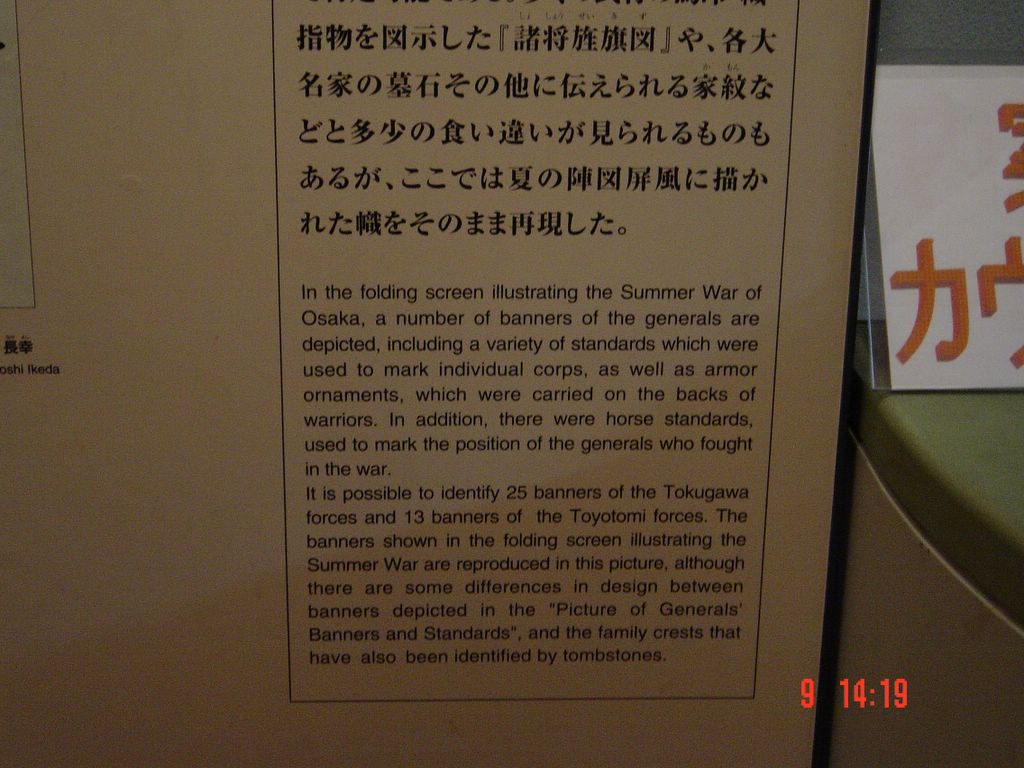 指物を図示した『諸将旌旗図』や、各大
名家の墓石その他に伝えられる家紋な
どと多少の食い違いが見られるものも
あるが、ここでは夏の陣図屏風に描か
れた幟をそのまま再現した。
In the folding screen illustrating the Summer War of
Osaka, a number of banners of the generals are
depicted, including a variety of standards which were
used to mark individual corps, as well as armor
ornaments, which were carried on the backs of
warriors. In addition, there were horse standards,
used to mark the position of the generals who fought
in the war.
It is possible to identify 25 banners of the Tokugawa
forces and 13 banners of the Toyotomi forces. The
banners shown in the folding screen illustrating the
Summer War are reproduced in this picture, although
there are some differences in design between
banners depicted in the "Picture of Generals'
Banners and Standards", and the family crests that
have also been identified by tombstones.
長幸
oshi Ikeda
カウ
9 14:19